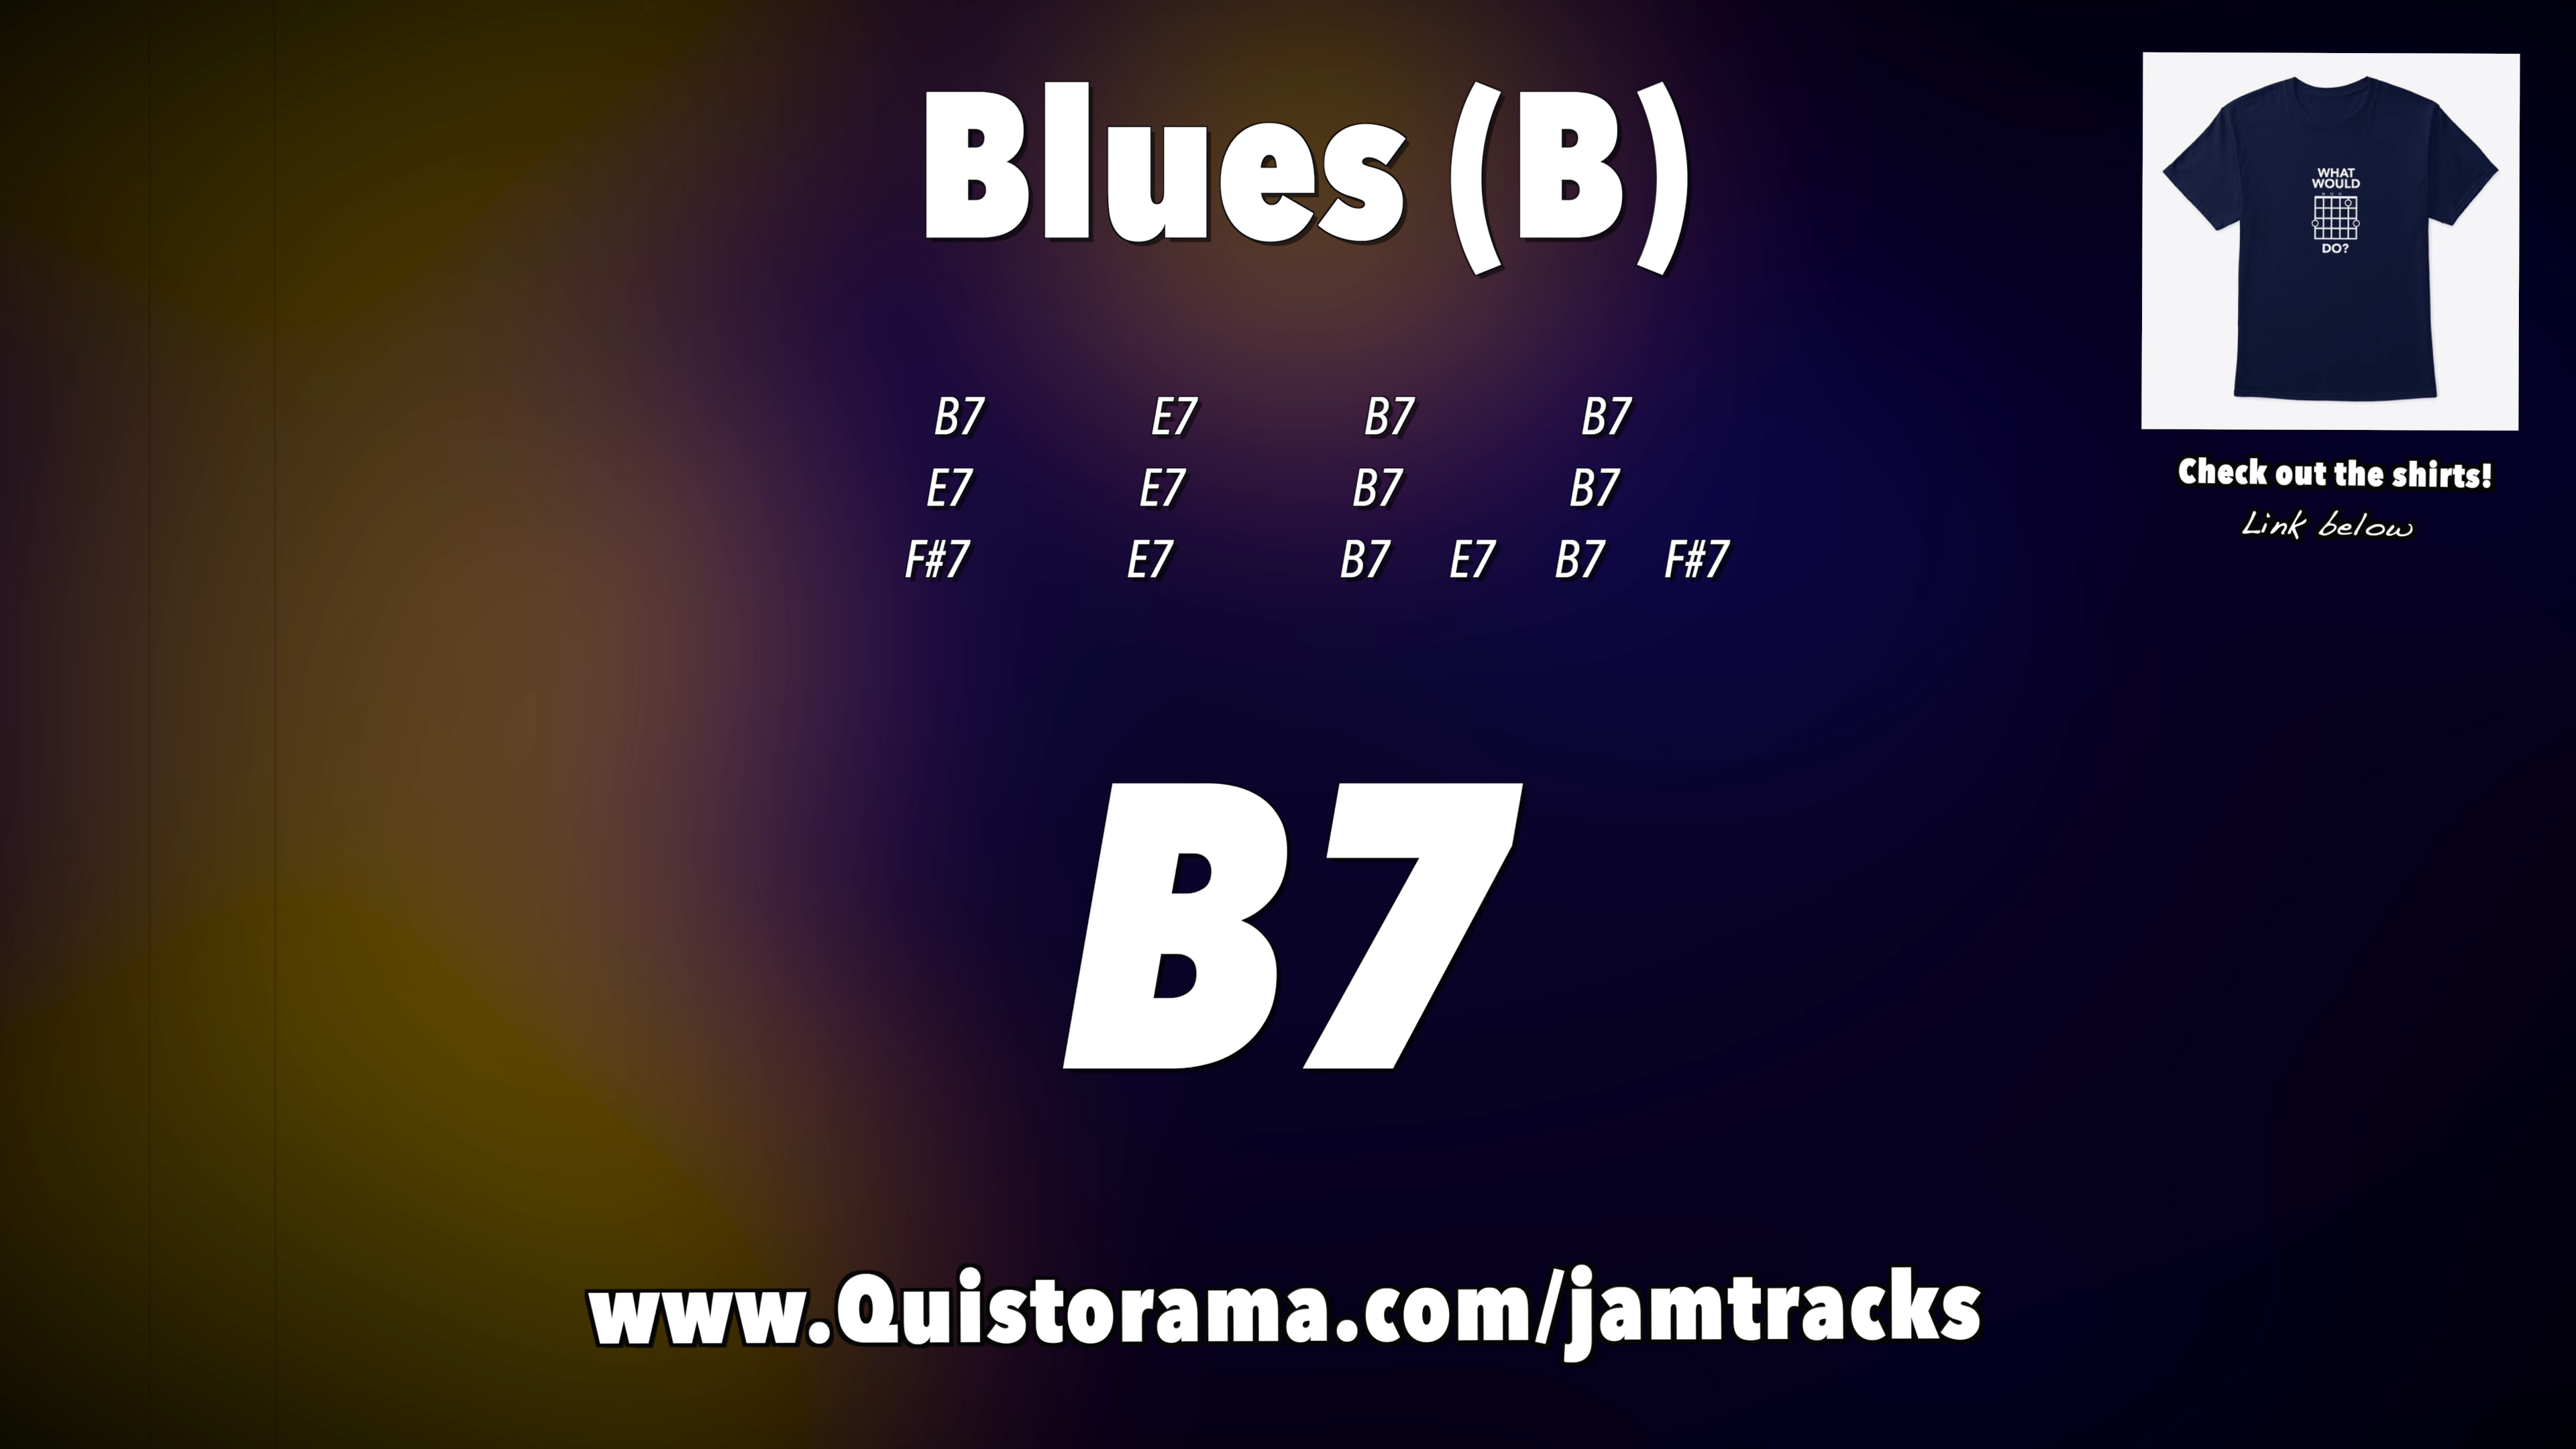 Blues (B)
B7 E7 B7 B7
E7 E7 B7 B7
F#7 E7 B7 E7 B7 F#7
B7
www.Quistorama.com/jamtracks
WHAT
WOULD
DO?
Check out the shirts!
Link below